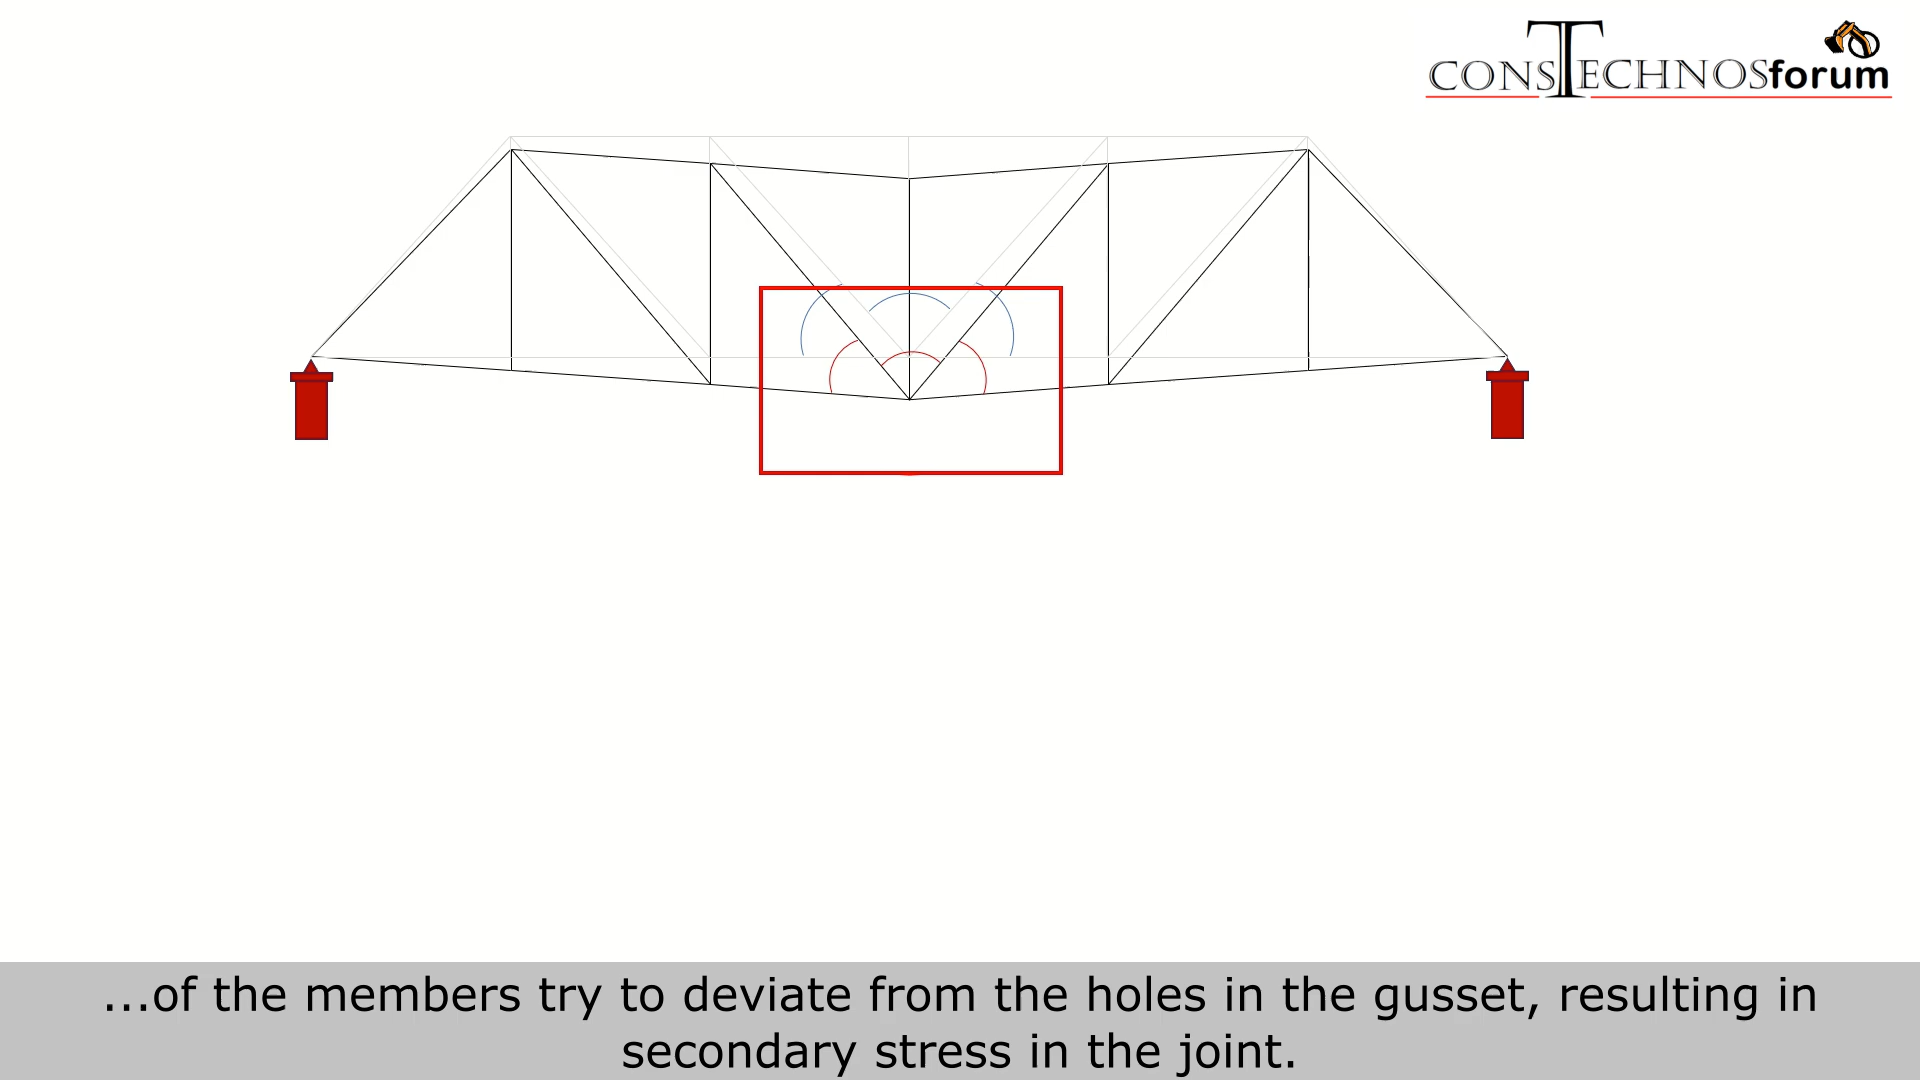 CONSTECHNOSforum
...of the members try to deviate from the holes in the gusset, resulting in
secondary stress in the joint.